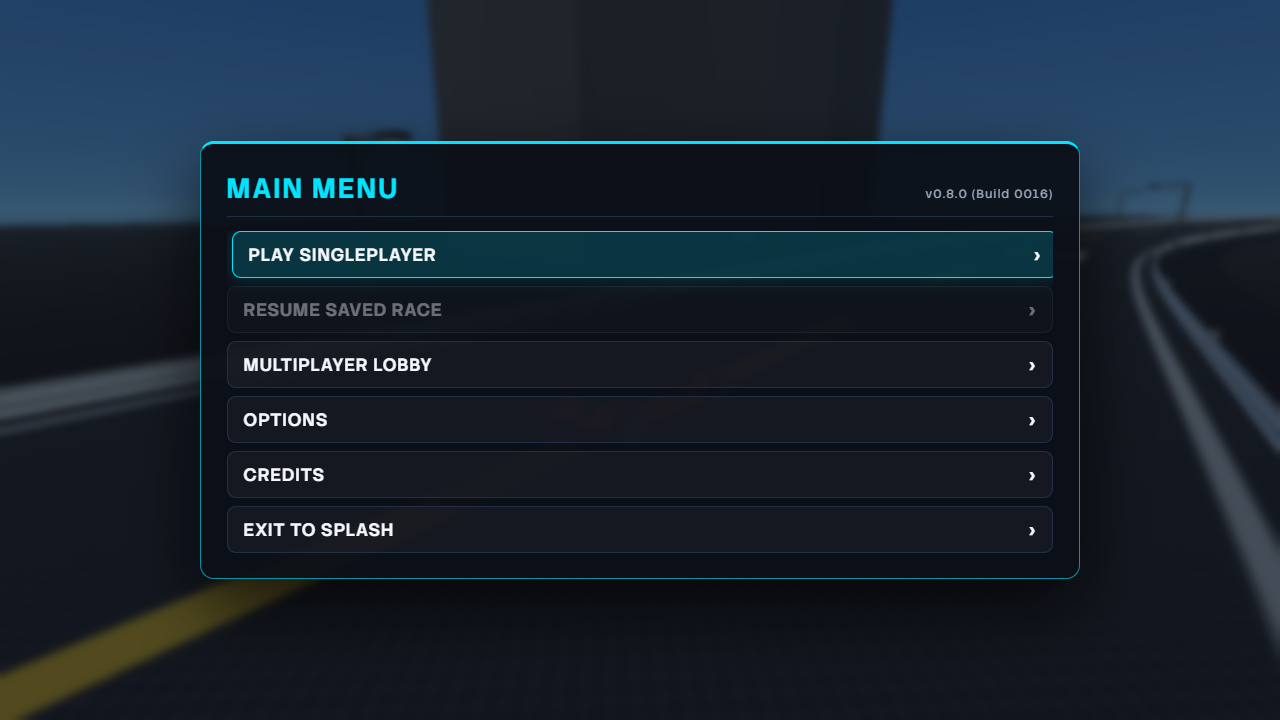 MAIN MENU
v0.8.0 (Build 0016)
PLAY SINGLEPLAYER ›
RESUME SAVED RACE ›
MULTIPLAYER LOBBY ›
OPTIONS ›
CREDITS ›
EXIT TO SPLASH ›